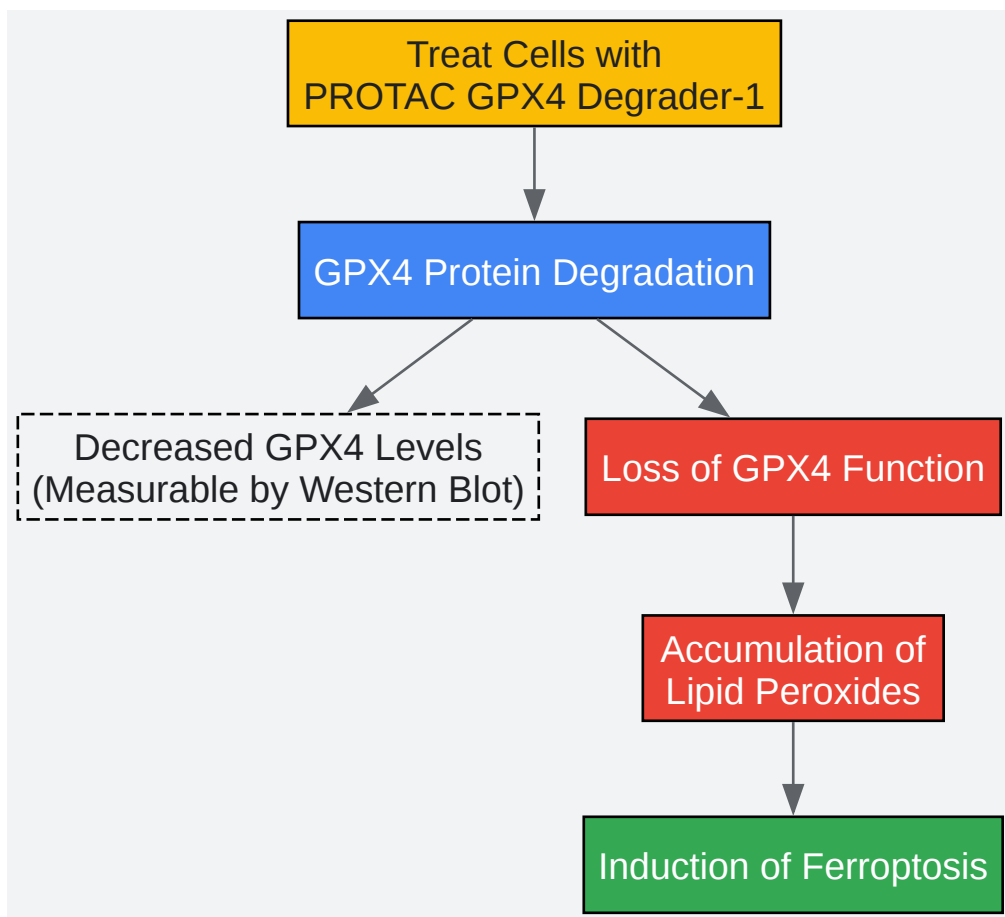 Treat Cells with
PROTAC GPX4 Degrader-1
GPX4 Protein Degradation
Decreased GPX4 Levels
(Measurable by Western Blot)
Loss of GPX4 Function
Accumulation of
Lipid Peroxides
Induction of Ferroptosis